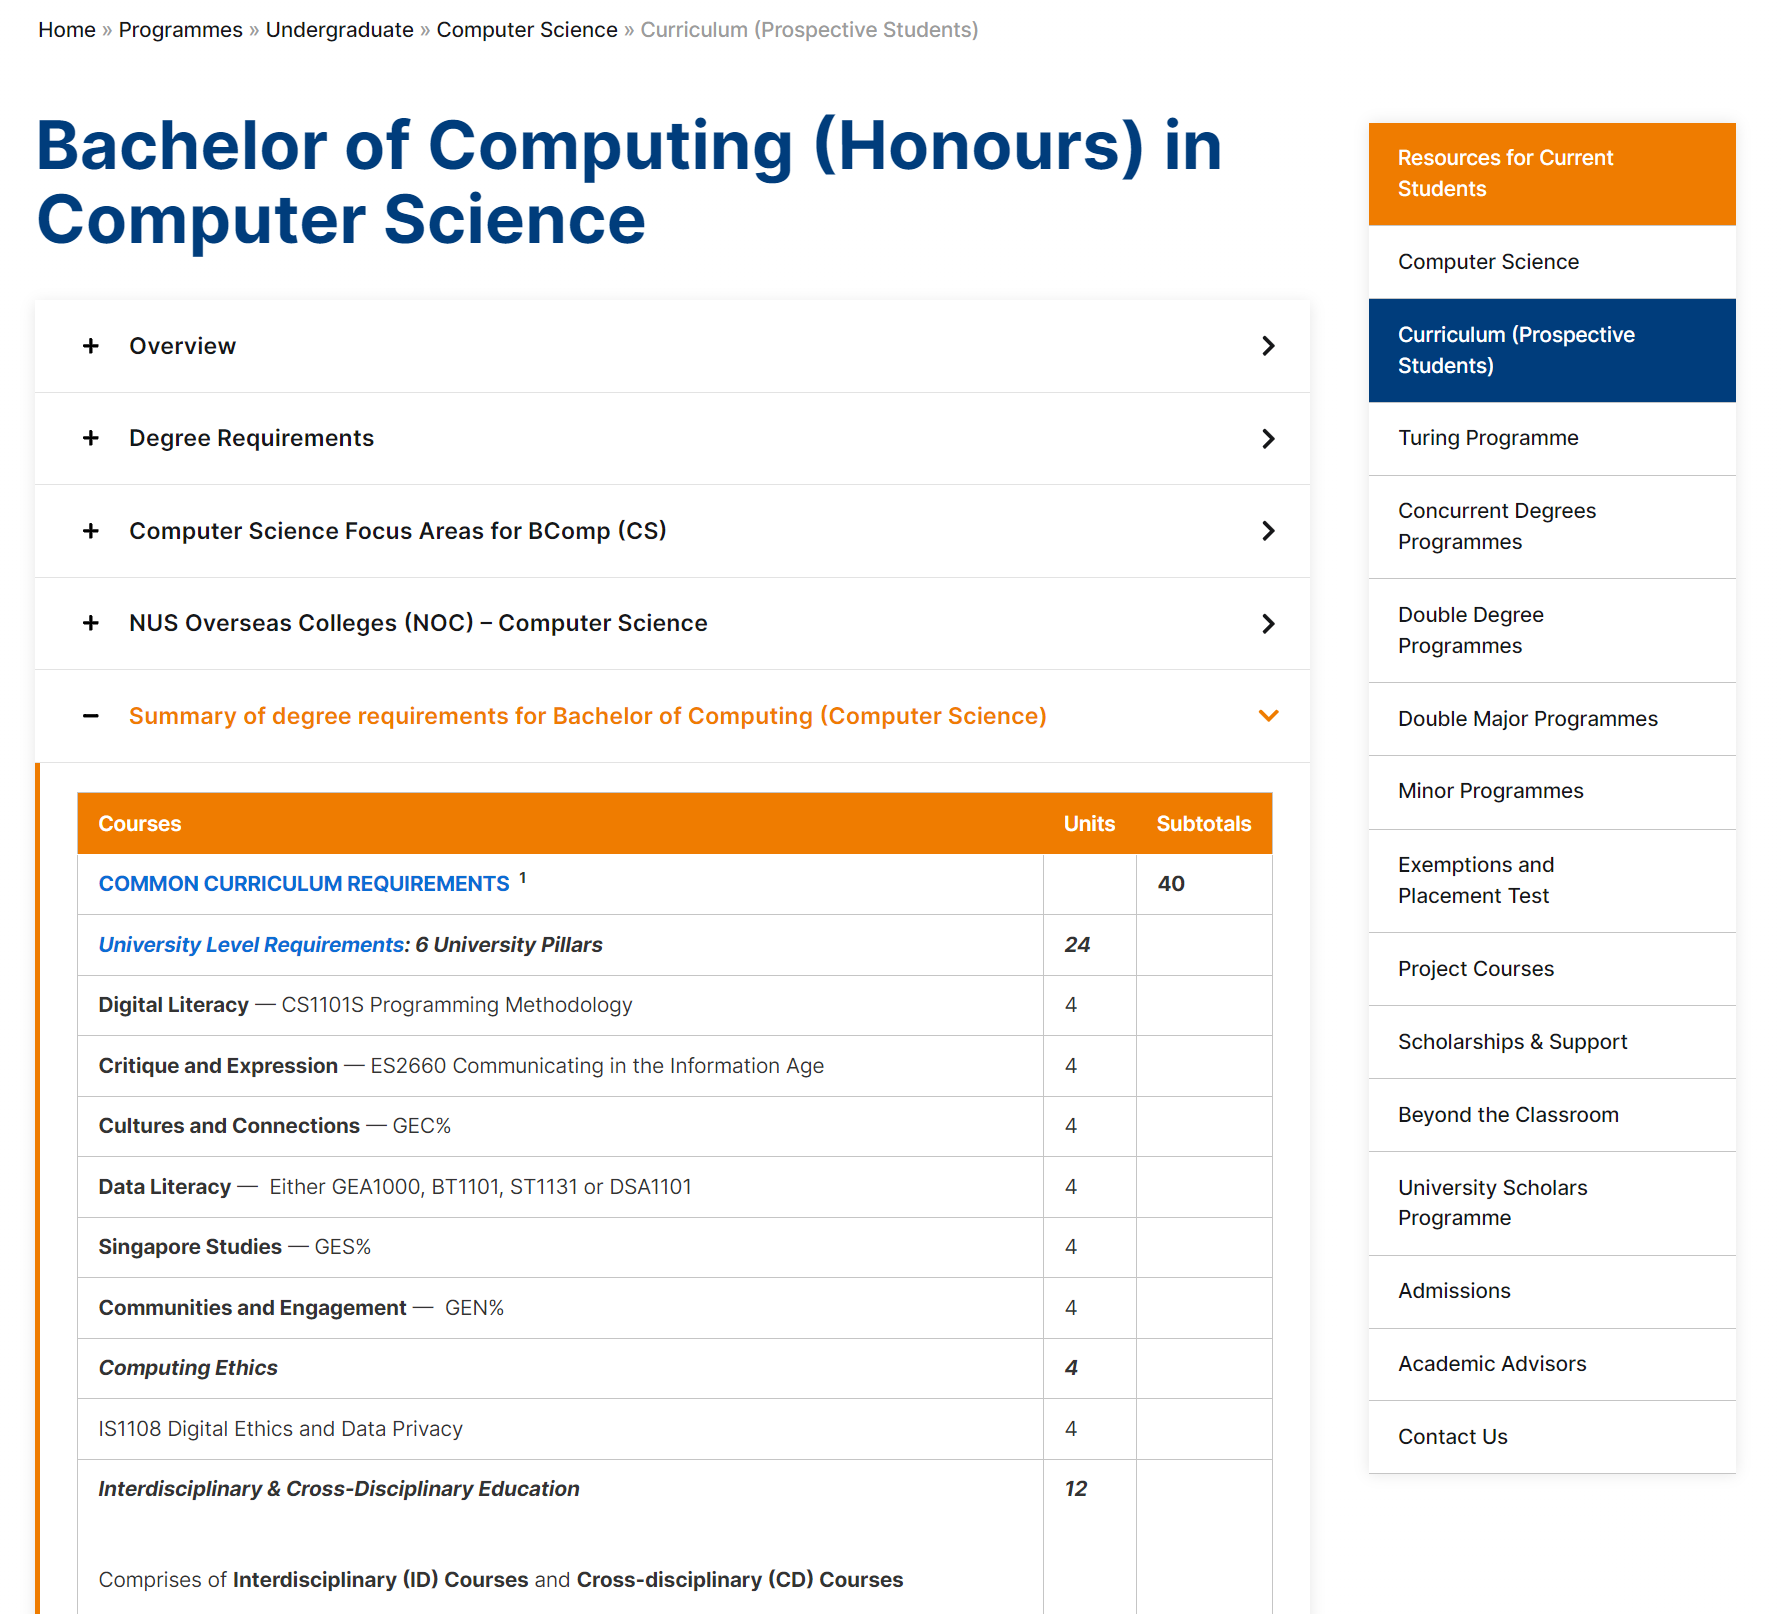 Home » Programmes » Undergraduate » Computer Science » Curriculum (Prospective Students)
Bachelor of Computing (Honours) in
Computer Science
+ Overview
+ Degree Requirements
+ Computer Science Focus Areas for BComp (CS)
+ NUS Overseas Colleges (NOC) – Computer Science
− Summary of degree requirements for Bachelor of Computing (Computer Science)
Courses Units Subtotals
COMMON CURRICULUM REQUIREMENTS 1 40
University Level Requirements: 6 University Pillars 24
Digital Literacy — CS1101S Programming Methodology 4
Critique and Expression — ES2660 Communicating in the Information Age 4
Cultures and Connections — GEC% 4
Data Literacy — Either GEA1000, BT1101, ST1131 or DSA1101 4
Singapore Studies — GES% 4
Communities and Engagement — GEN% 4
Computing Ethics 4
IS1108 Digital Ethics and Data Privacy 4
Interdisciplinary & Cross-Disciplinary Education 12
Comprises of Interdisciplinary (ID) Courses and Cross-disciplinary (CD) Courses
Resources for Current
Students
Computer Science
Curriculum (Prospective
Students)
Turing Programme
Concurrent Degrees
Programmes
Double Degree
Programmes
Double Major Programmes
Minor Programmes
Exemptions and
Placement Test
Project Courses
Scholarships & Support
Beyond the Classroom
University Scholars
Programme
Admissions
Academic Advisors
Contact Us